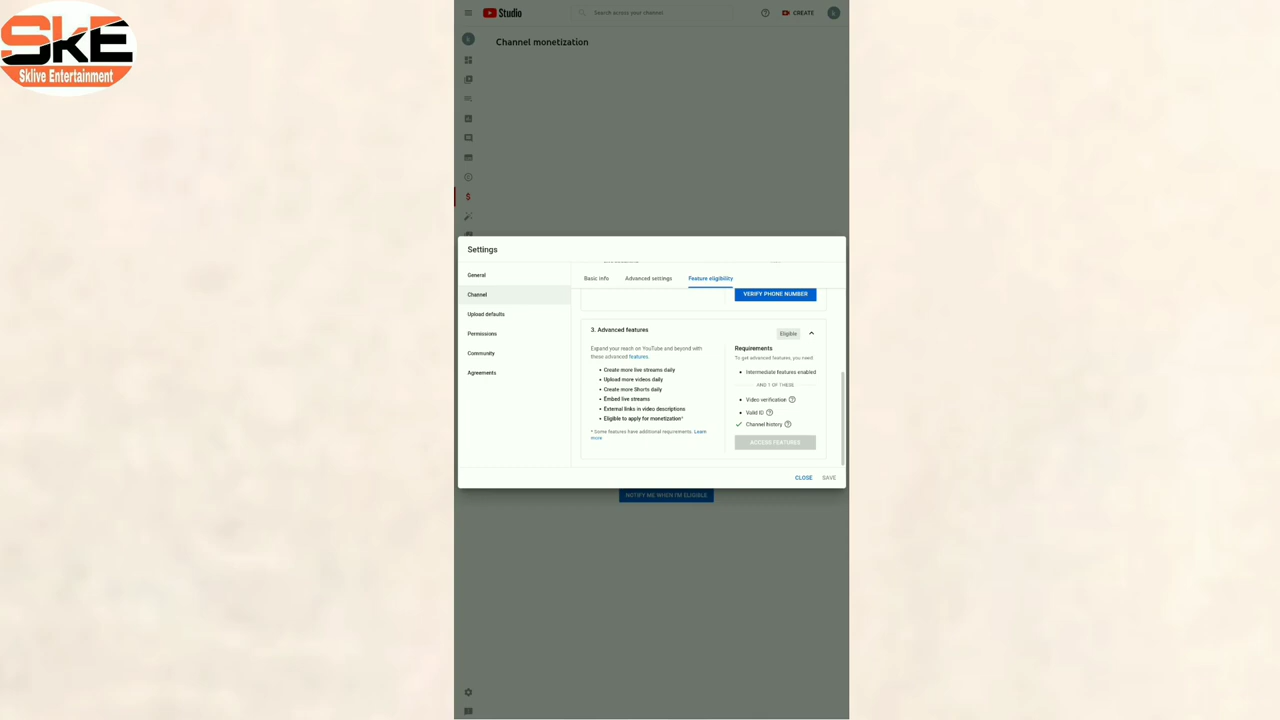 SKE
Sklive Entertainment
Studio
Search across your channel
CREATE
k
k
Channel monetization
Settings
General
Channel
Upload defaults
Permissions
Community
Agreements
Basic info
Advanced settings
Feature eligibility
VERIFY PHONE NUMBER
3. Advanced features
Eligible
Expand your reach on YouTube and beyond with
these advanced features.
• Create more live streams daily
• Upload more videos daily
• Create more Shorts daily
• Embed live streams
• External links in video descriptions
• Eligible to apply for monetization*
* Some features have additional requirements. Learn
more
Requirements
To get advanced features, you need:
• Intermediate features enabled
AND 1 OF THESE
• Video verification
• Valid ID
Channel history
ACCESS FEATURES
CLOSE
SAVE
NOTIFY ME WHEN I'M ELIGIBLE